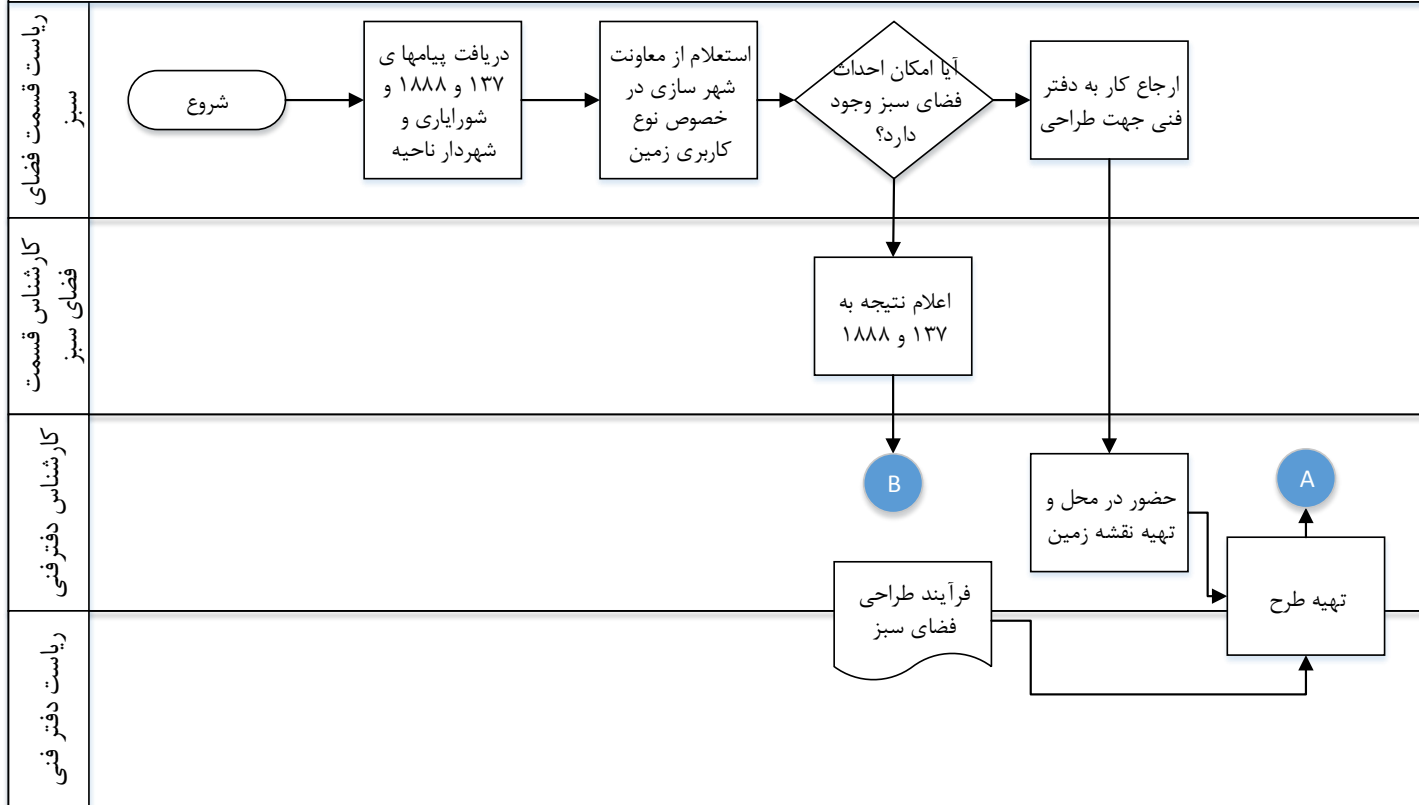 ریاست قسمت فضای
سبز
شروع
دریافت پیامها ی
۱۳۷ و ۱۸۸۸ و
شورایاری و
شهردار ناحیه
استعلام از معاونت
شهر سازی در
خصوص نوع
کاربری زمین
آیا امکان احداث
فضای سبز وجود
دارد؟
ارجاع کار به دفتر
فنی جهت طراحی
کارشناس قسمت
فضای سبز
اعلام نتیجه به
۱۳۷ و ۱۸۸۸
کارشناس دفترفنی
B
حضور در محل و
تهیه نقشه زمین
A
تهیه طرح
ریاست دفتر فنی
فرآیند طراحی
فضای سبز